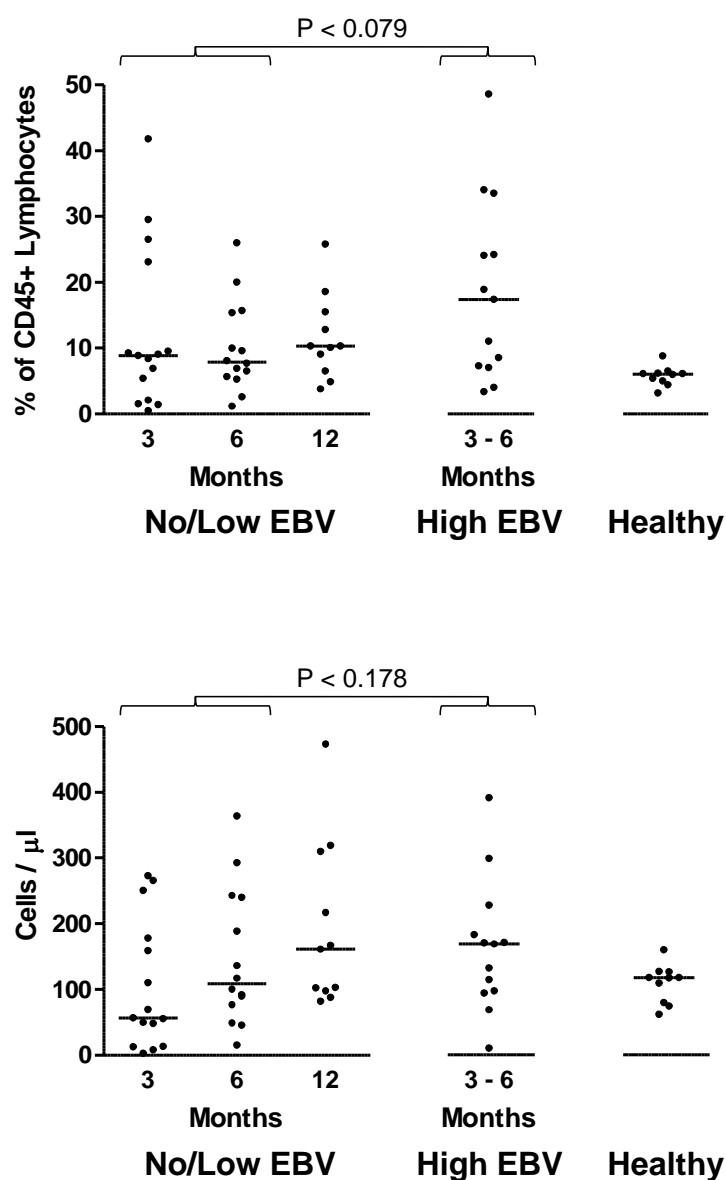 P < 0.079
50
40
30
20
10
0
% of CD45+ Lymphocytes
3 6 12 3 - 6
Months Months
No/Low EBV High EBV Healthy
P < 0.178
500
400
300
200
100
0
Cells / μl
3 6 12 3 - 6
Months Months
No/Low EBV High EBV Healthy